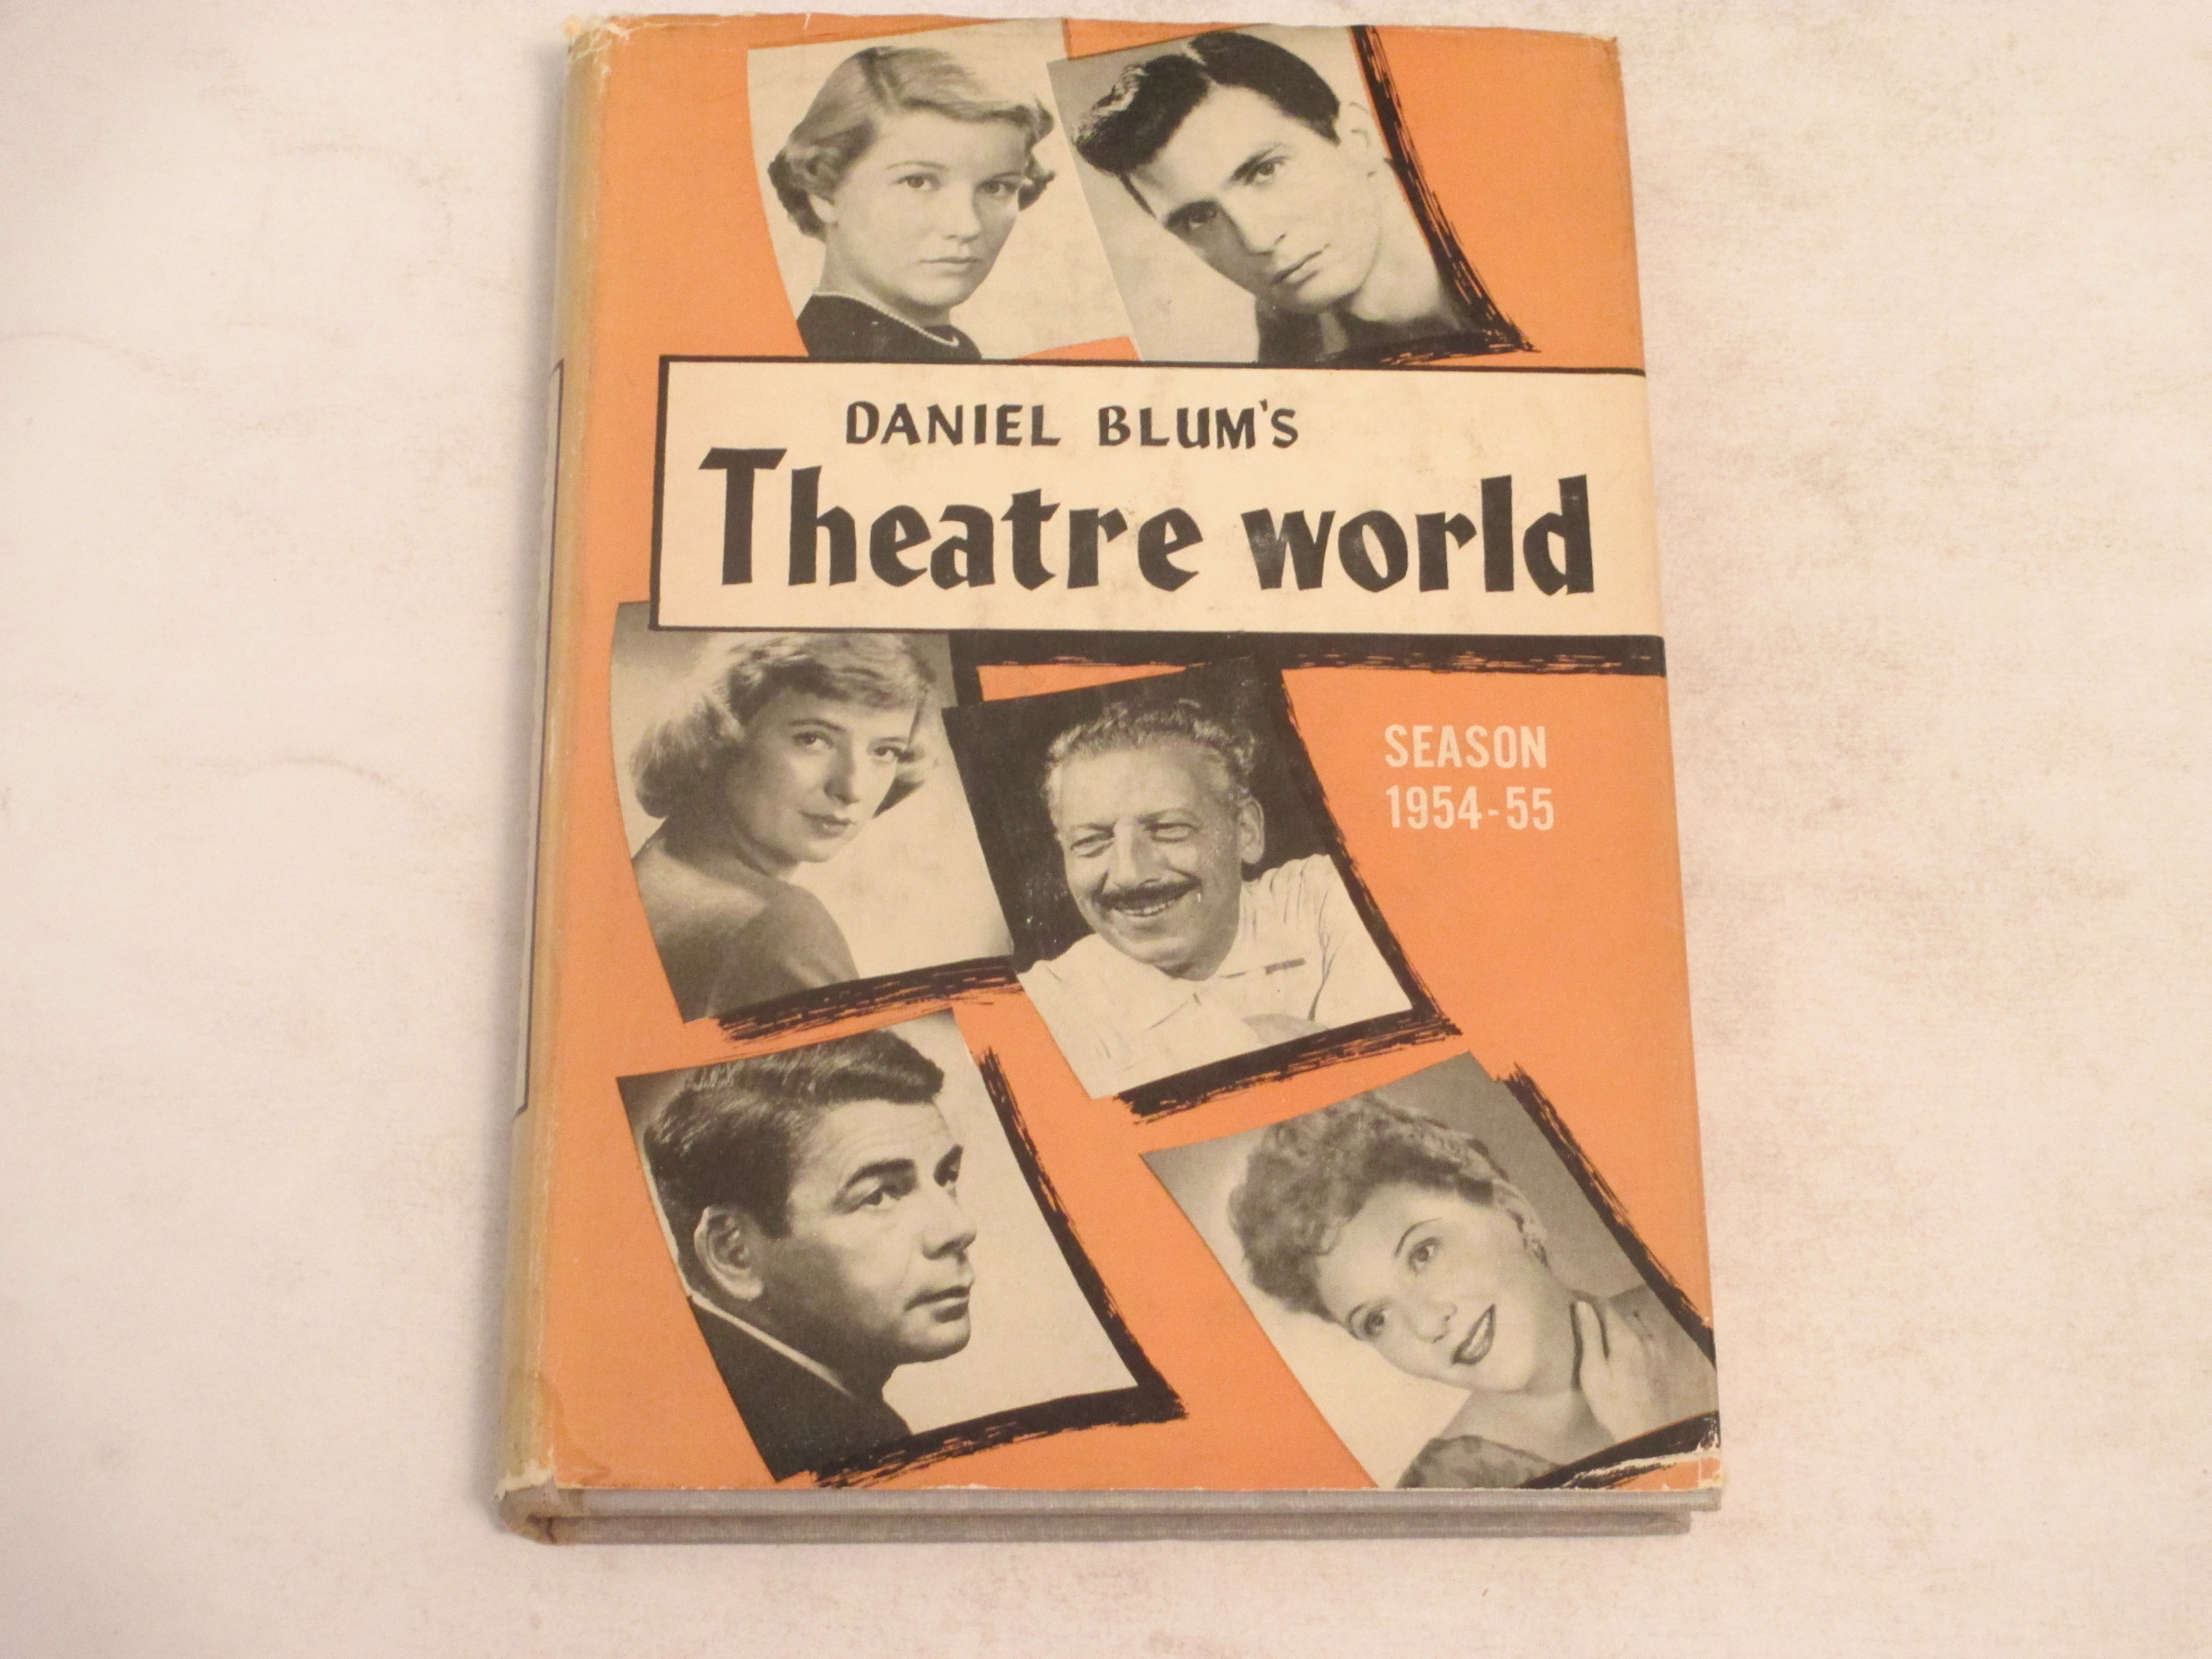 DANIEL BLUM'S
Theatre world
SEASON
1954-55